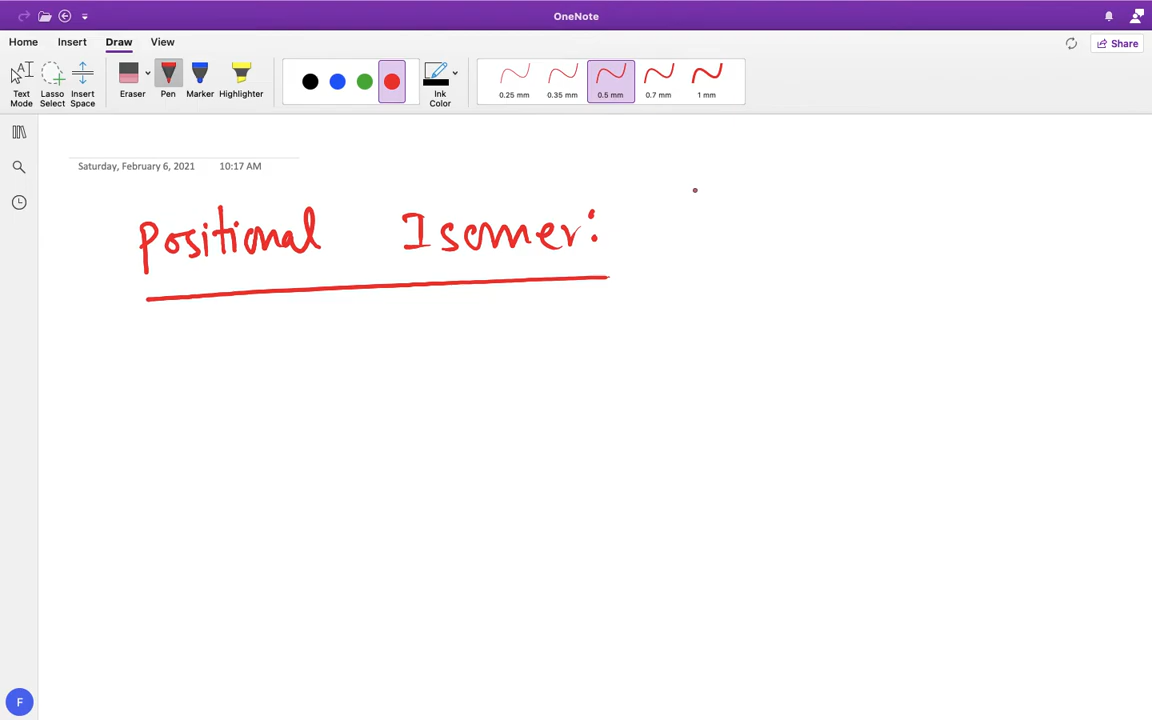 OneNote
Home Insert Draw View Share
Text Mode
Lasso Select
Insert Space
Eraser
Pen
Marker
Highlighter
Ink Color
0.25 mm
0.35 mm
0.5 mm
0.7 mm
1 mm
Saturday, February 6, 2021 10:17 AM
Positional Isomer:
F